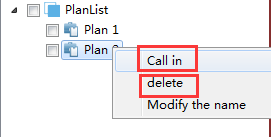 PlanList
Plan 1
Plan
Call in
delete
Modify the name